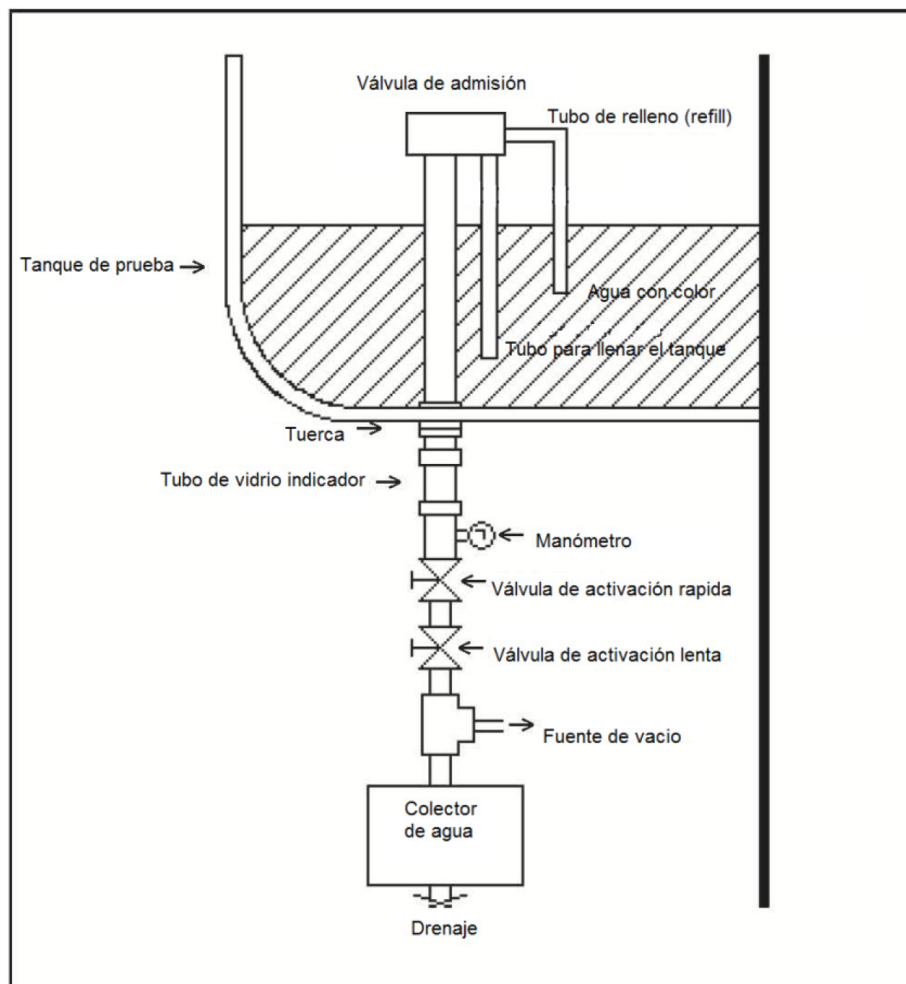 Válvula de admisión
Tubo de relleno (refill)
Tanque de prueba
Agua con color
Tubo para llenar el tanque
Tuerca
Tubo de vidrio indicador
Manómetro
Válvula de activación rapida
Válvula de activación lenta
Fuente de vacio
Colector
de agua
Drenaje